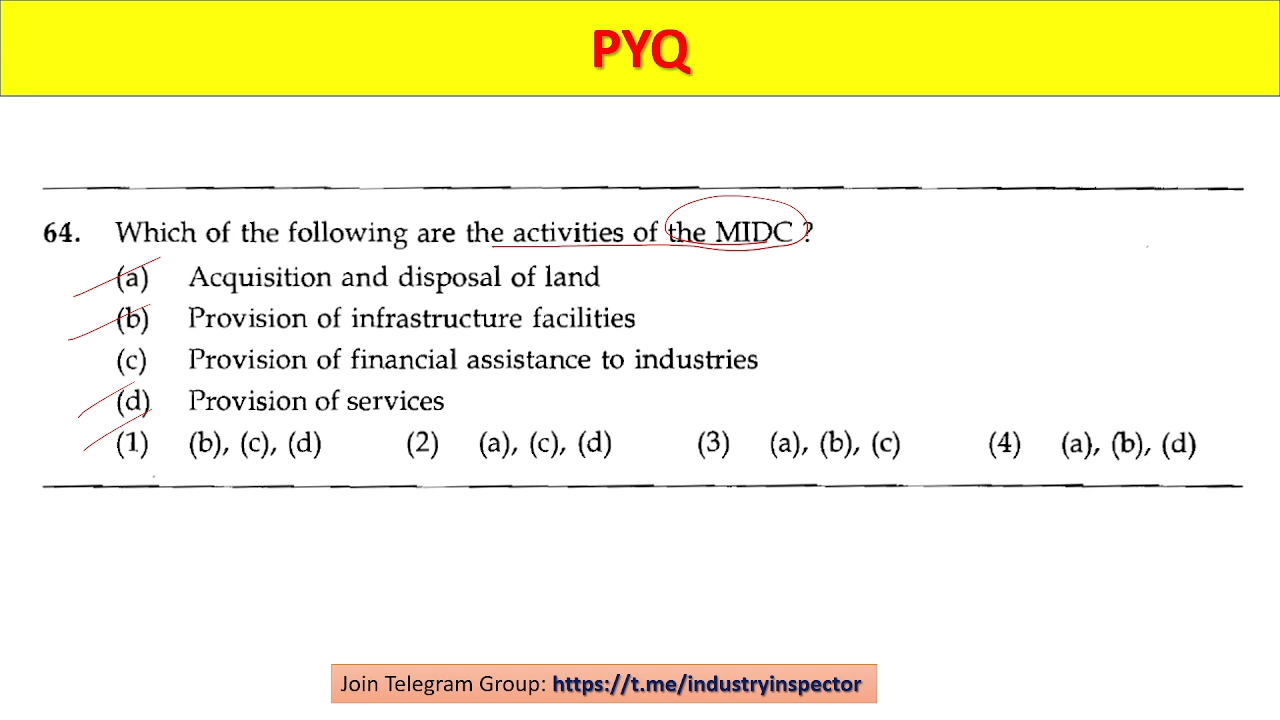 PYQ
64. Which of the following are the activities of the MIDC ?
(a) Acquisition and disposal of land
(b) Provision of infrastructure facilities
(c) Provision of financial assistance to industries
(d) Provision of services
(1) (b), (c), (d) (2) (a), (c), (d) (3) (a), (b), (c) (4) (a), (b), (d)
Join Telegram Group: https://t.me/industryinspector